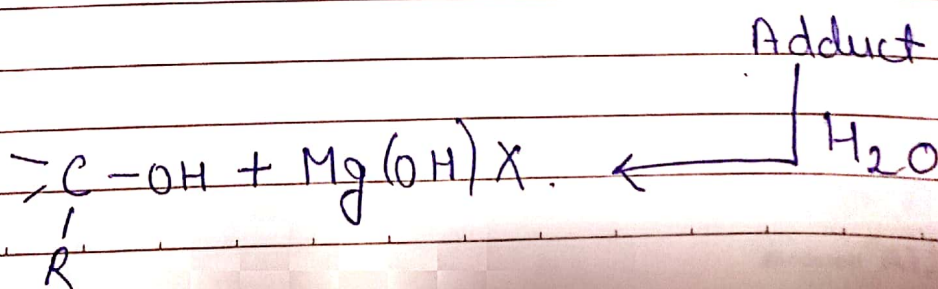 Adduct
H₂O
>C-OH + Mg(OH)X.
R